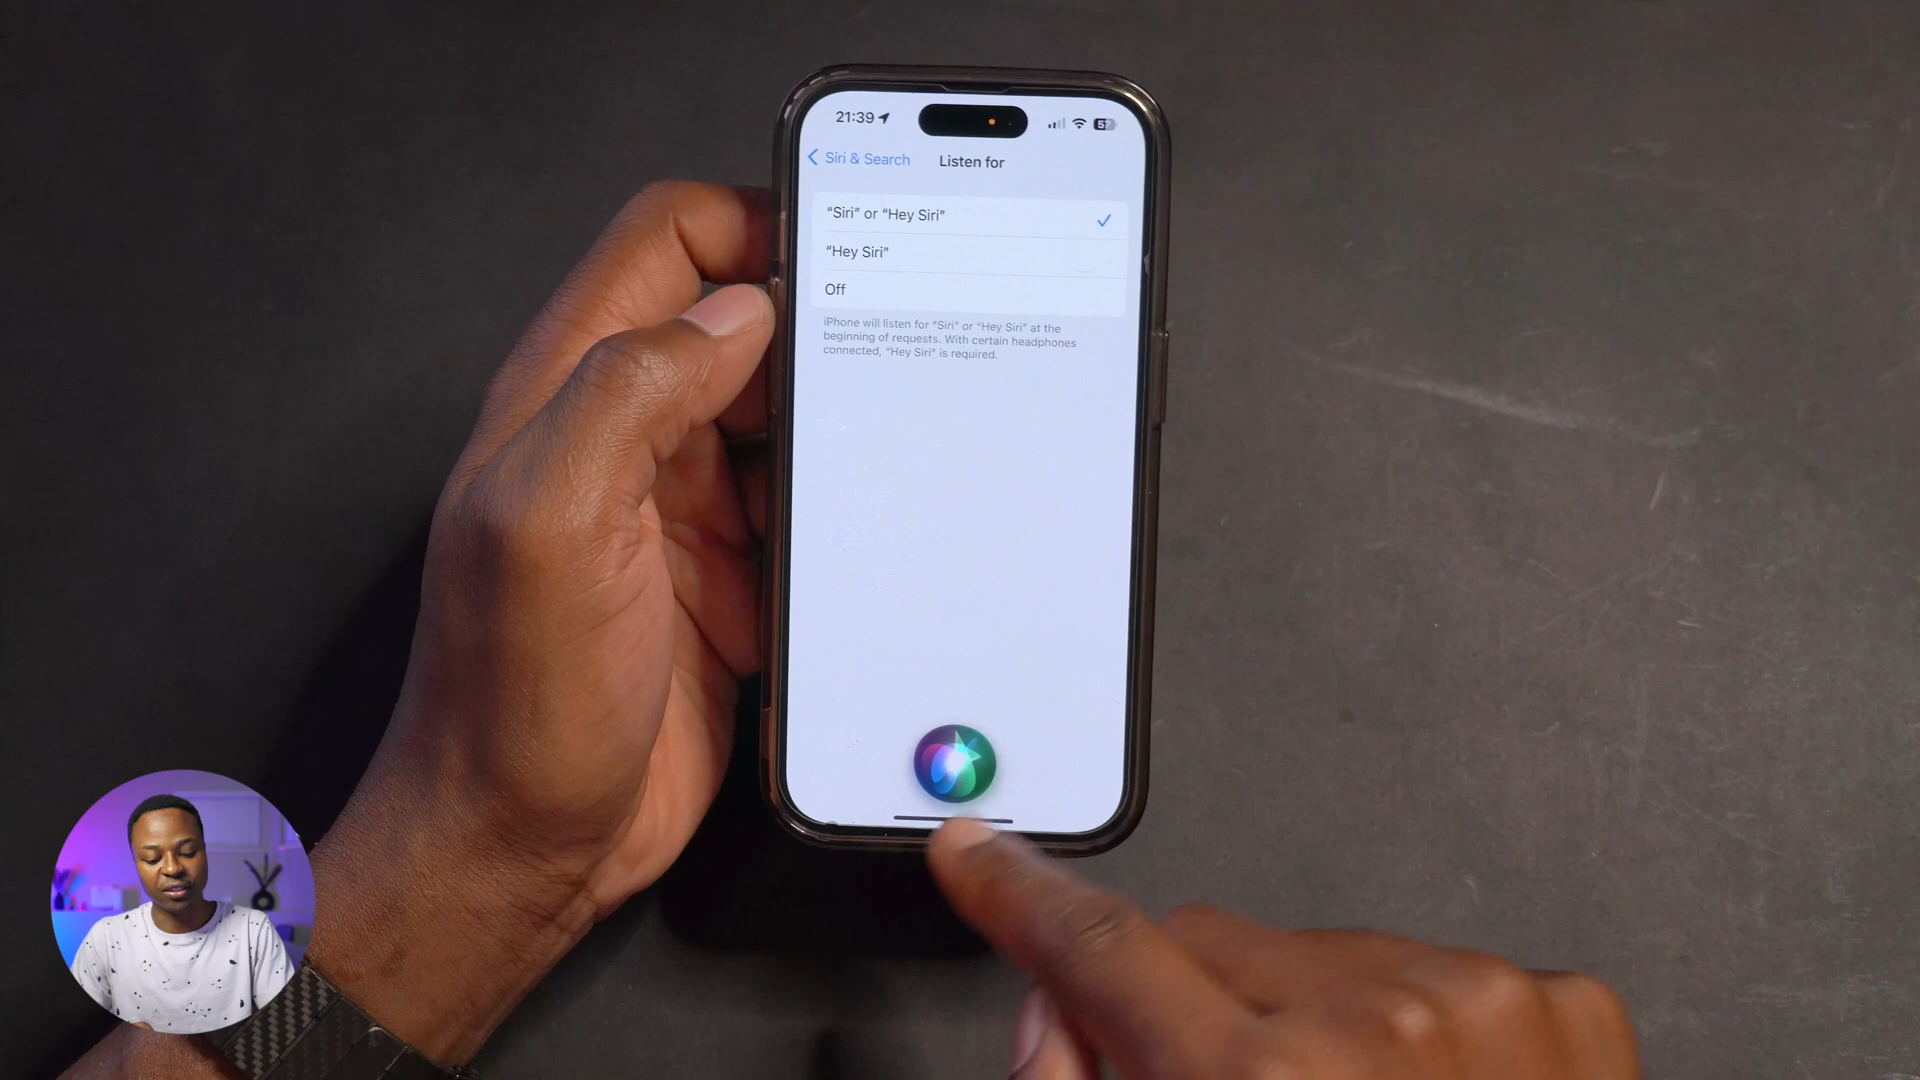 21:39
57
Siri & Search
Listen for
“Siri” or “Hey Siri”
“Hey Siri”
Off
iPhone will listen for “Siri” or “Hey Siri” at the
beginning of requests. With certain headphones
connected, “Hey Siri” is required.